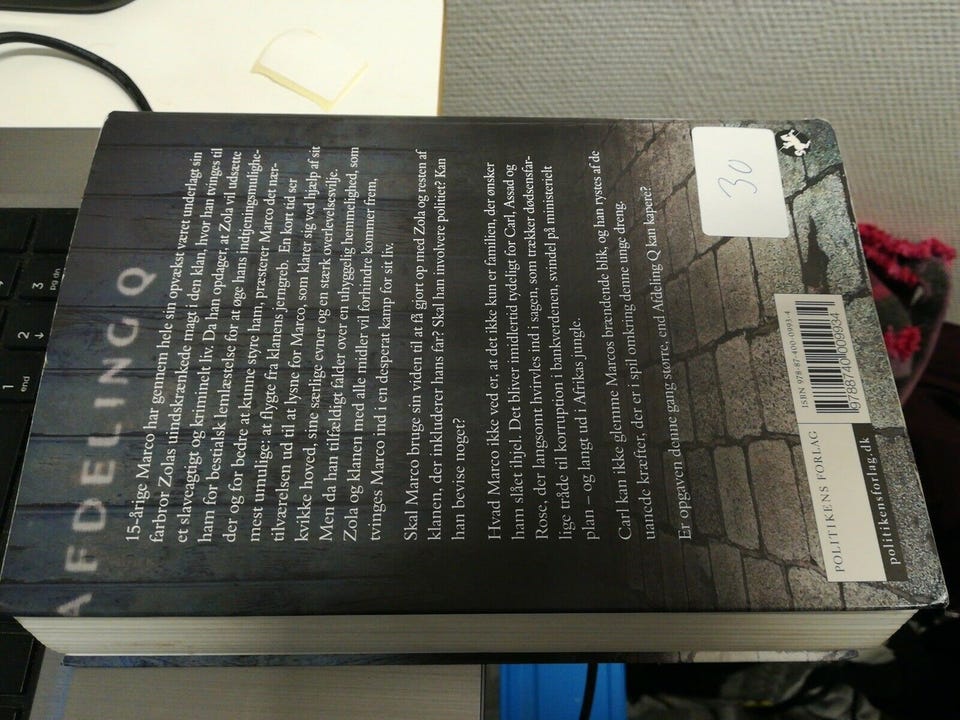 AFDELING Q
15-årige Marco har gennem hele sin opvækst været underlagt sin
farbror Zolas uindskrænkede magt i den klan, hvor han tvinges til
et slaveagtigt og kriminelt liv. Da han opdager, at Zola vil udsætte
ham for bestialsk lemlæstelse for at øge hans indtjeningsmulighe-
der og for bedre at kunne styre ham, præsterer Marco det nær-
mest umulige: at flygte fra klanens jerngreb. En kort tid ser
tilværelsen ud til at lysne for Marco, som klarer sig ved hjælp af sit
kvikke hoved, sine særlige evner og en stærk overlevelsesvilje.
Men da han tilfældigt falder over en uhyggelig hemmelighed, som
Zola og klanen med alle midler vil forhindre kommer frem,
tvinges Marco ind i en desperat kamp for sit liv.
Skal Marco bruge sin viden til at få gjort op med Zola og resten af
klanen, der inkluderer hans far? Skal han involvere politiet? Kan
han bevise noget?
Hvad Marco ikke ved er, at det ikke kun er familien, der ønsker
ham slået ihjel. Det bliver imidlertid tydeligt for Carl, Assad og
Rose, der langsomt hvirvles ind i sagen, som trækker dødsensfar-
lige tråde til korruption i bankverdenen, svindel på ministerielt
plan – og langt ud i Afrikas jungle.
Carl kan ikke glemme Marcos brændende blik, og han rystes af de
uanede kræfter, der er i spil omkring denne unge dreng.
Er opgaven denne gang større, end Afdeling Q kan kapere?
30
POLITIKENS FORLAG
politikensforlag.dk
ISBN 978-87-400-0993-4
9788740009934
1
end
2
↓
3
pg dn